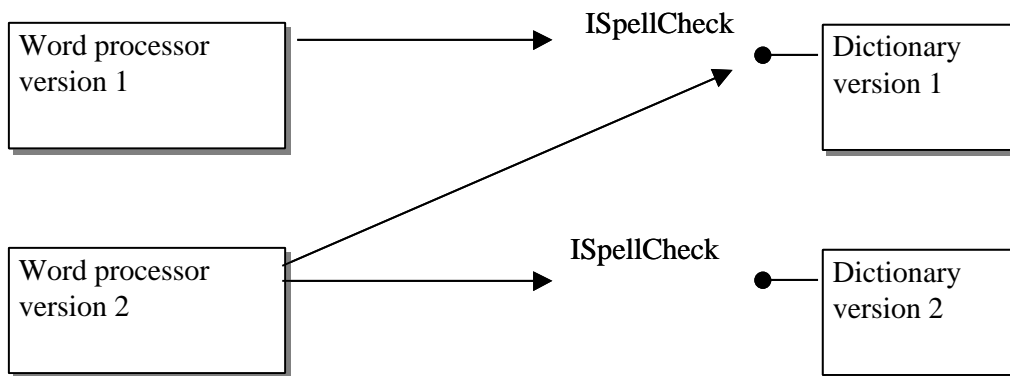 Word processor
version 1
ISpellCheck
Dictionary
version 1
Word processor
version 2
ISpellCheck
Dictionary
version 2